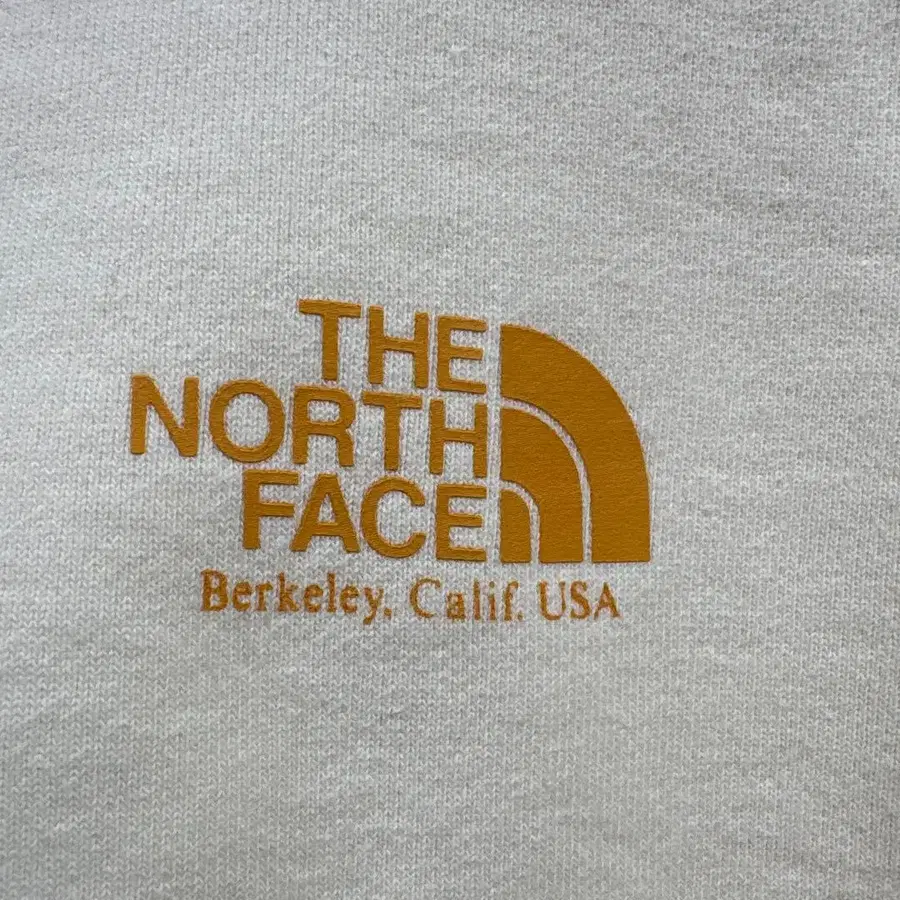 THE
NORTH
FACE
Berkeley, Calif. USA